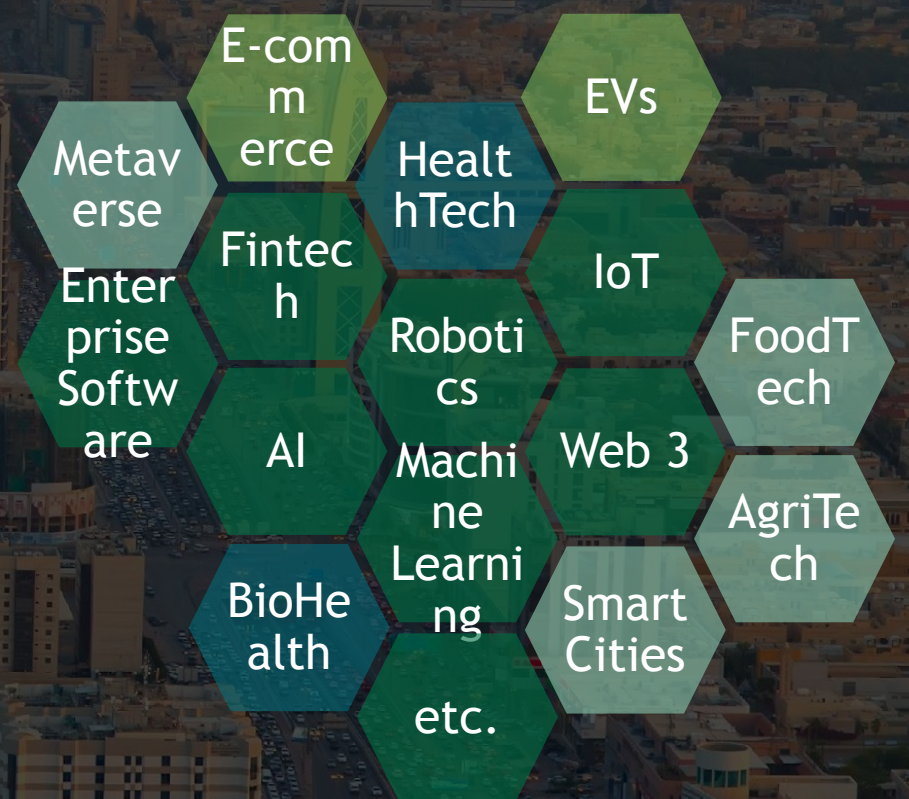 E-com
m
erce
EVs
Metav
erse
Healt
hTech
Fintec
h
IoT
Enter
prise
Softw
are
Roboti
cs
FoodT
ech
AI
Web 3
Machi
ne
Learni
ng
AgriTe
ch
BioHe
alth
Smart
Cities
etc.